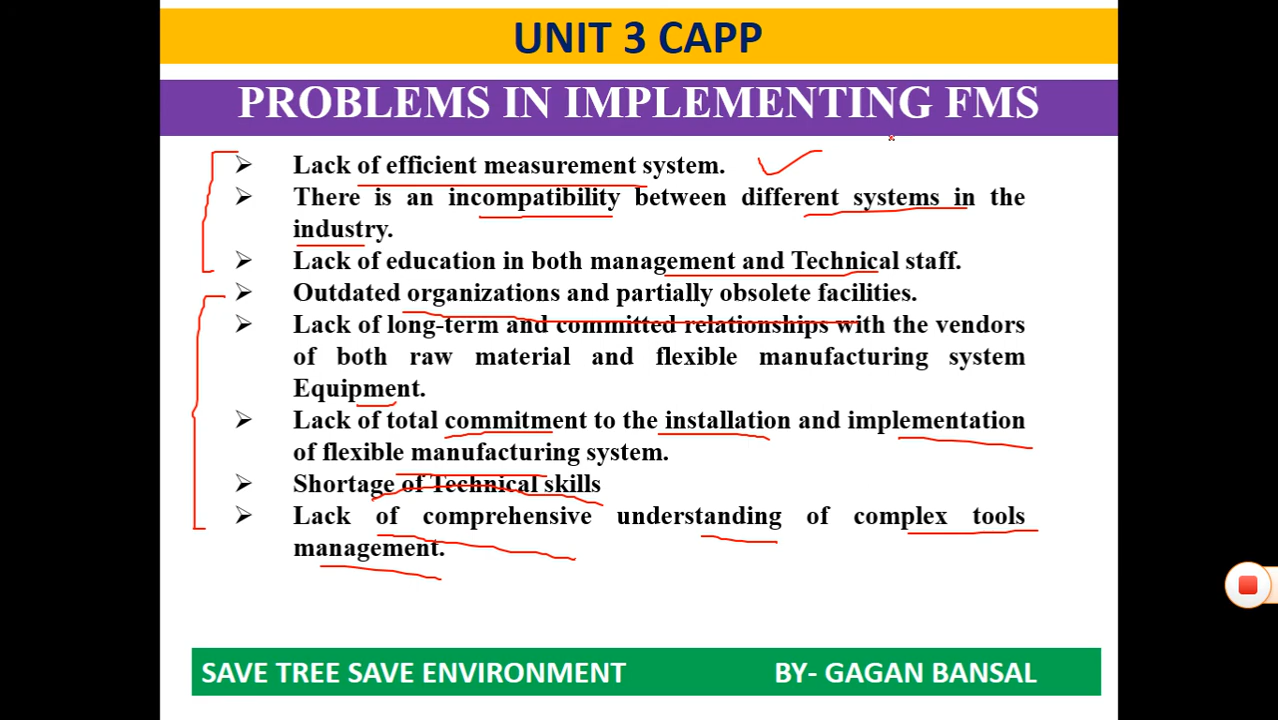 UNIT 3 CAPP
PROBLEMS IN IMPLEMENTING FMS
➢ Lack of efficient measurement system.
➢ There is an incompatibility between different systems in the
industry.
➢ Lack of education in both management and Technical staff.
➢ Outdated organizations and partially obsolete facilities.
➢ Lack of long-term and committed relationships with the vendors
of both raw material and flexible manufacturing system
Equipment.
➢ Lack of total commitment to the installation and implementation
of flexible manufacturing system.
➢ Shortage of Technical skills
➢ Lack of comprehensive understanding of complex tools
management.
SAVE TREE SAVE ENVIRONMENT BY- GAGAN BANSAL